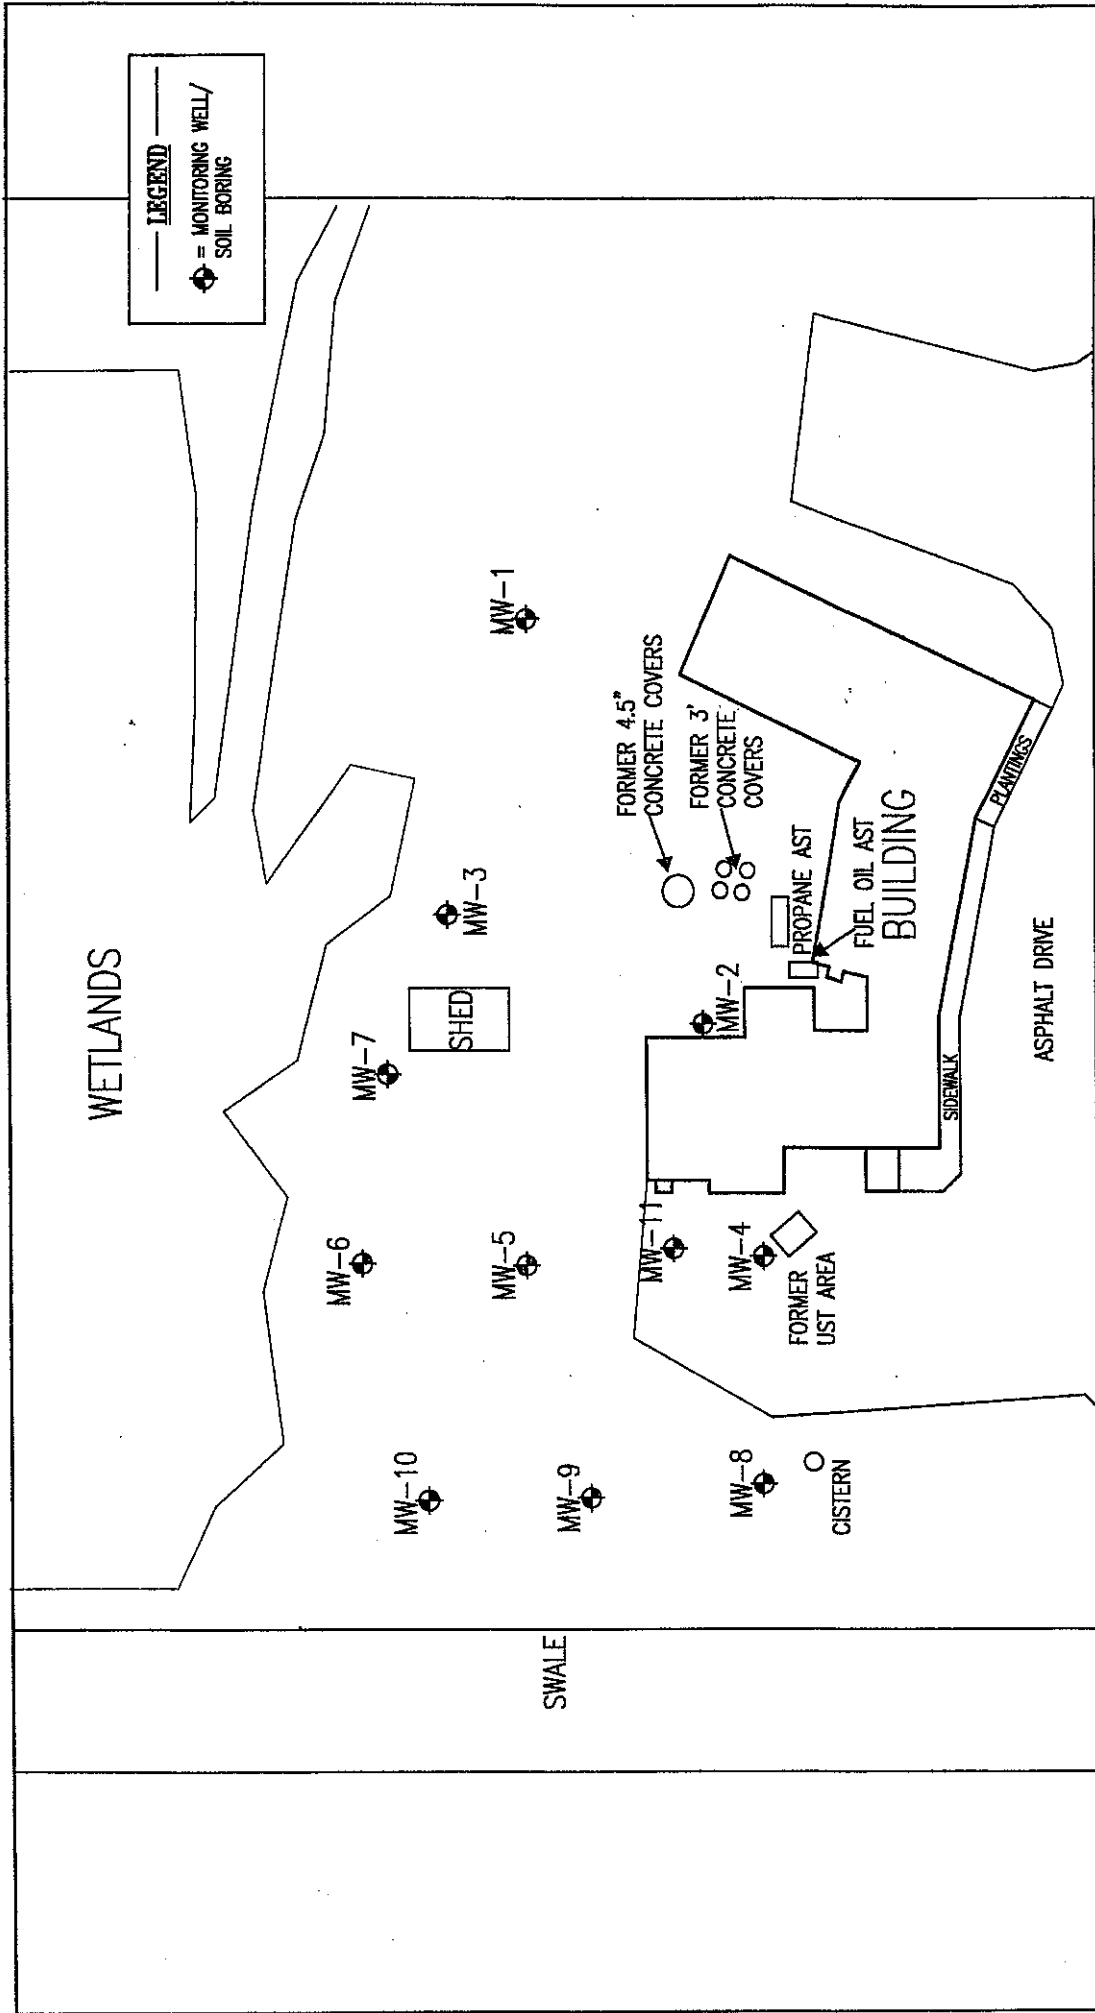 LEGEND
= MONITORING WELL/
SOIL BORING
WETLANDS
MW-1
MW-3
SHED
MW-7
MW-6
MW-5
MW-10
MW-9
MW-8
CISTERN
SWALE
FORMER 4.5"
CONCRETE COVERS
FORMER 3'
CONCRETE
COVERS
PROPANE AST
FUEL OIL AST
BUILDING
MW-2
MW-11
MW-4
FORMER
UST AREA
PLANTINGS
SIDEWALK
ASPHALT DRIVE